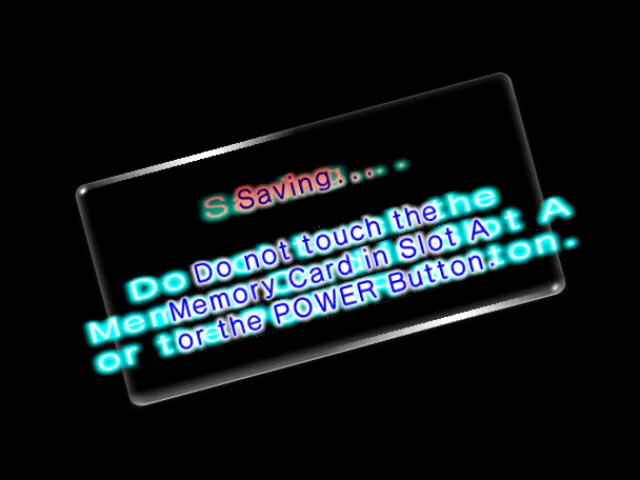 Saving...
Do not touch the
Memory Card in Slot A
or the POWER Button.